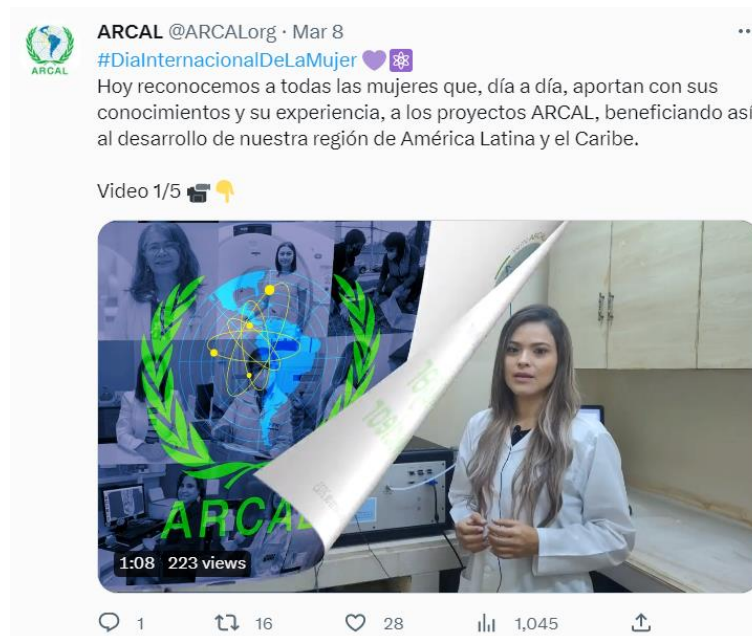 ARCAL @ARCALorg · Mar 8
ARCAL
#DiaInternacionalDeLaMujer 💜⚛️
Hoy reconocemos a todas las mujeres que, día a día, aportan con sus
conocimientos y su experiencia, a los proyectos ARCAL, beneficiando así
al desarrollo de nuestra región de América Latina y el Caribe.
Video 1/5 📹👇
ARCAL
1:08 223 views
1 16 28 1,045